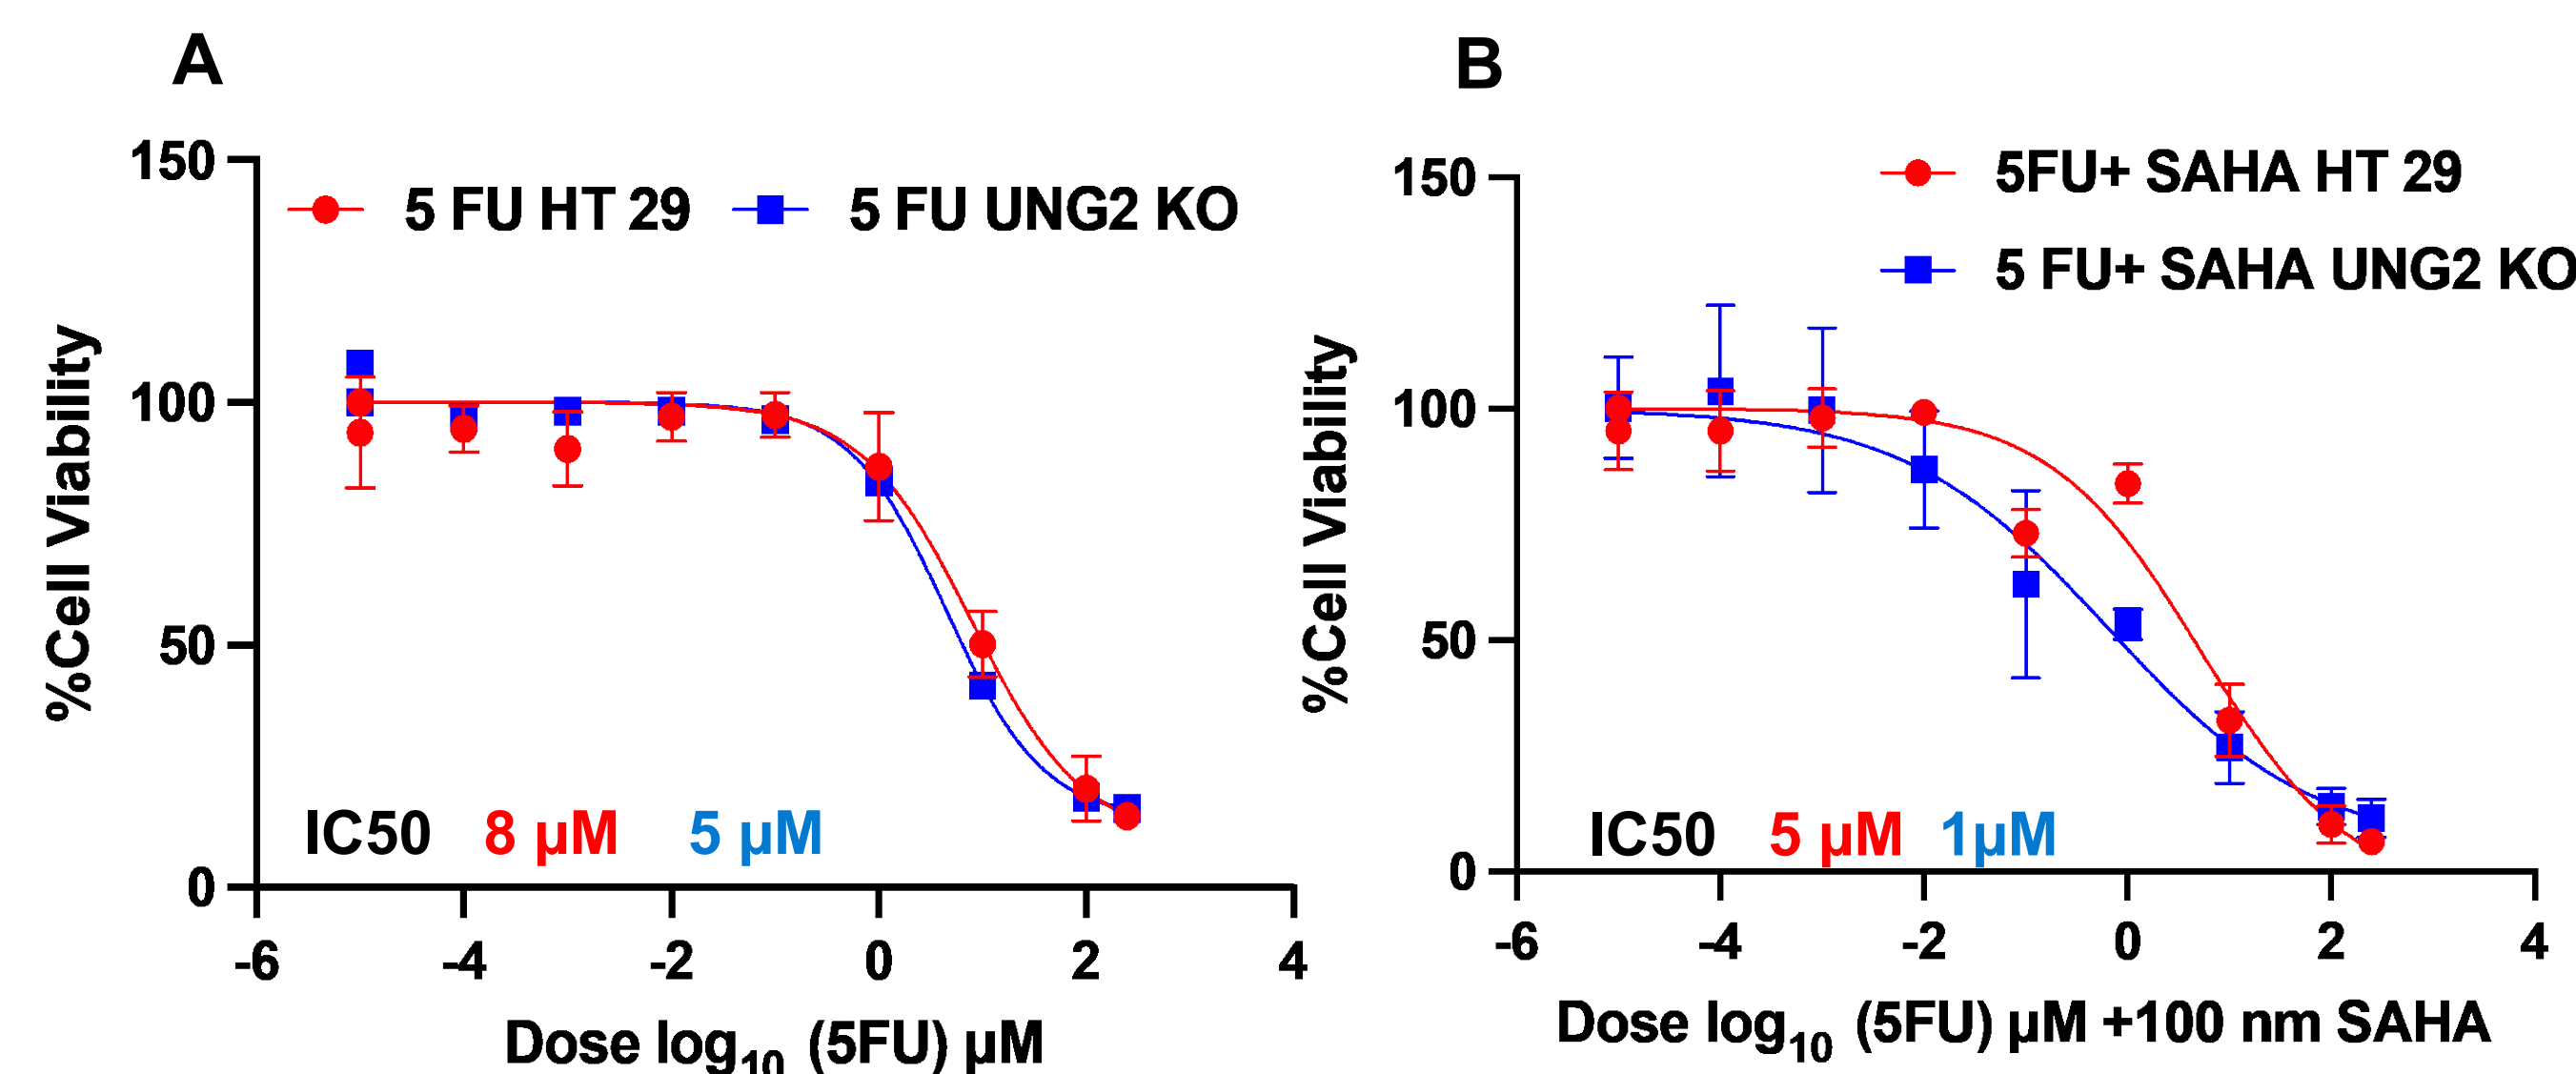 A
150
100
50
0
%Cell Viability
5 FU HT 29
5 FU UNG2 KO
IC50 8 µM 5 µM
-6 -4 -2 0 2 4
Dose log10 (5FU) µM
B
150
100
50
0
%Cell Viability
5FU+ SAHA HT 29
5 FU+ SAHA UNG2 KO
IC50 5 µM 1µM
-6 -4 -2 0 2 4
Dose log10 (5FU) µM +100 nm SAHA